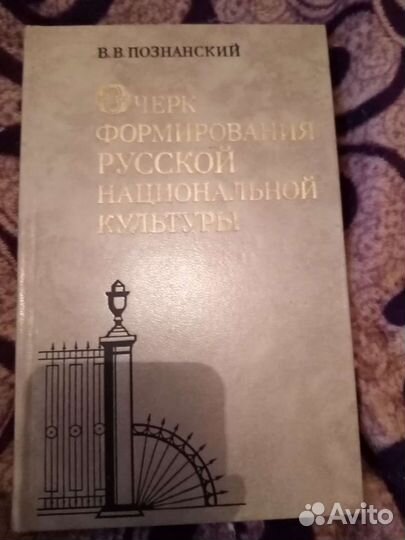 В. В. ПОЗНАНСКИЙ
ОЧЕРК
ФОРМИРОВАНИЯ
РУССКОЙ
НАЦИОНАЛЬНОЙ
КУЛЬТУРЫ
Avito